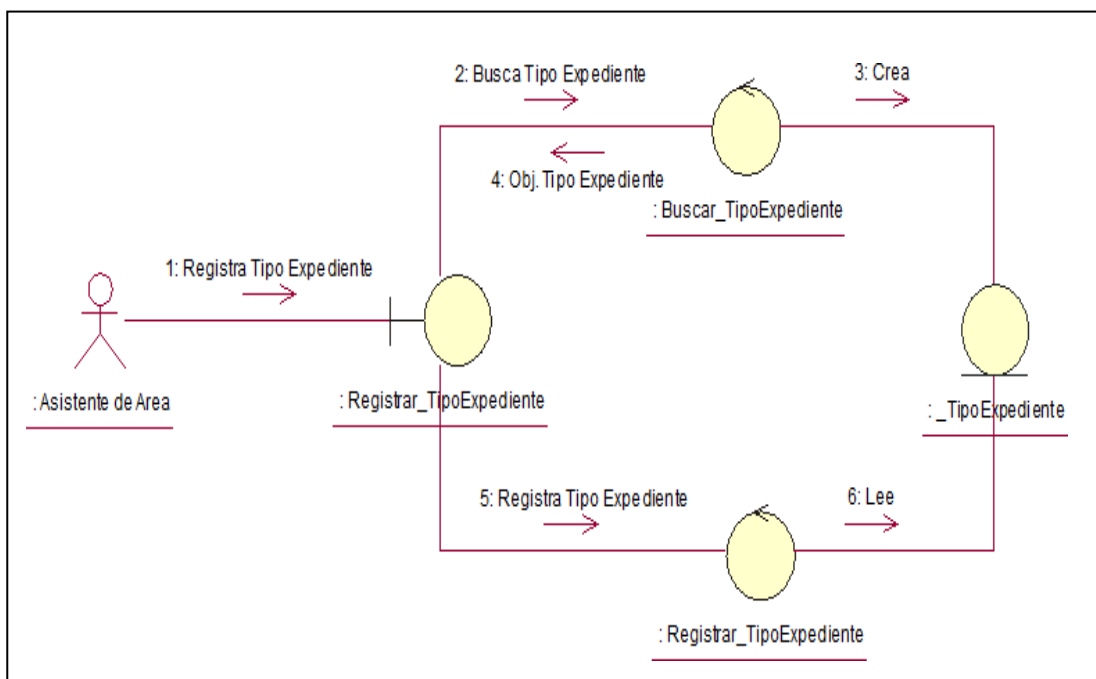 2: Busca Tipo Expediente
3: Crea
4: Obj. Tipo Expediente
: Buscar_TipoExpediente
1: Registra Tipo Expediente
: Asistente de Area
: Registrar_TipoExpediente
: _TipoExpediente
5: Registra Tipo Expediente
6: Lee
: Registrar_TipoExpediente